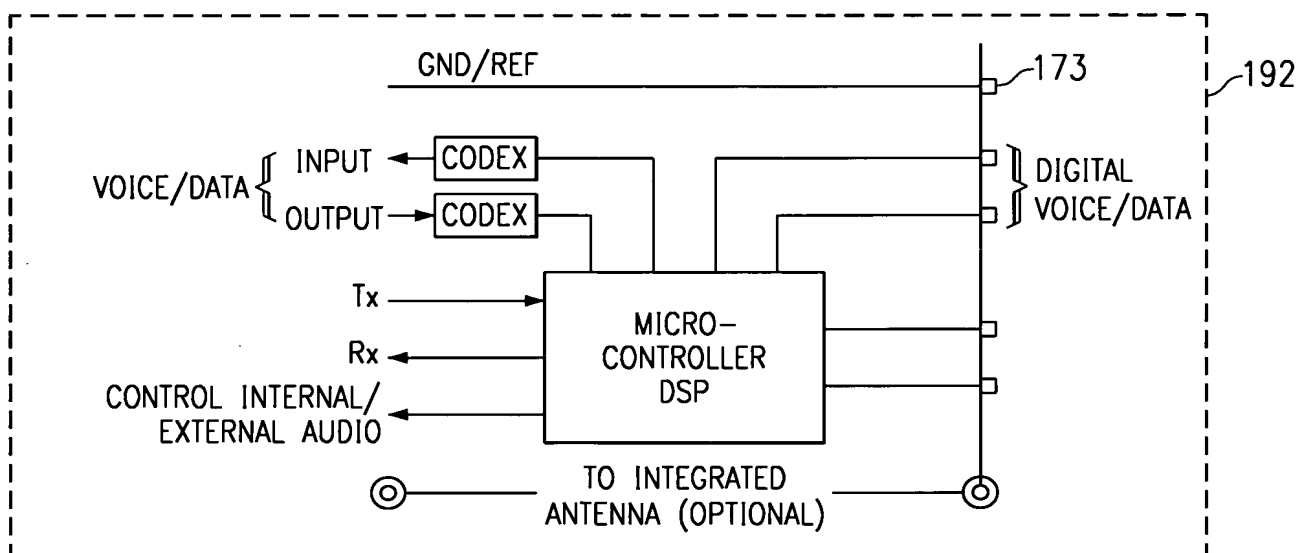 GND/REF
173
192
VOICE/DATA
INPUT
CODEX
OUTPUT
CODEX
DIGITAL
VOICE/DATA
Tx
Rx
CONTROL INTERNAL/
EXTERNAL AUDIO
MICRO-
CONTROLLER
DSP
TO INTEGRATED
ANTENNA (OPTIONAL)